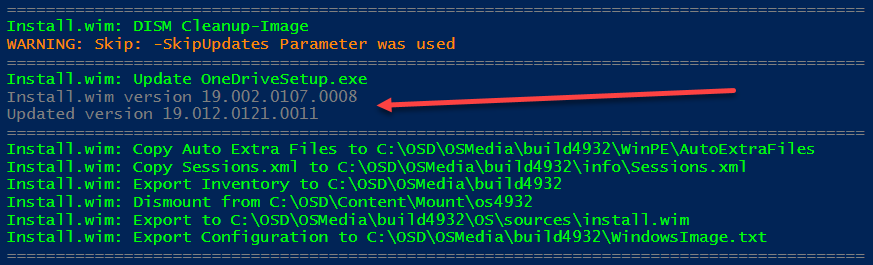 ========================================================================================
Install.wim: DISM Cleanup-Image
WARNING: Skip: -SkipUpdates Parameter was used
========================================================================================
Install.wim: Update OneDriveSetup.exe
Install.wim version 19.002.0107.0008
Updated version 19.012.0121.0011
========================================================================================
Install.wim: Copy Auto Extra Files to C:\OSD\OSMedia\build4932\WinPE\AutoExtraFiles
Install.wim: Copy Sessions.xml to C:\OSD\OSMedia\build4932\info\Sessions.xml
Install.wim: Export Inventory to C:\OSD\OSMedia\build4932
Install.wim: Dismount from C:\OSD\Content\Mount\os4932
Install.wim: Export to C:\OSD\OSMedia\build4932\OS\sources\install.wim
Install.wim: Export Configuration to C:\OSD\OSMedia\build4932\WindowsImage.txt
========================================================================================